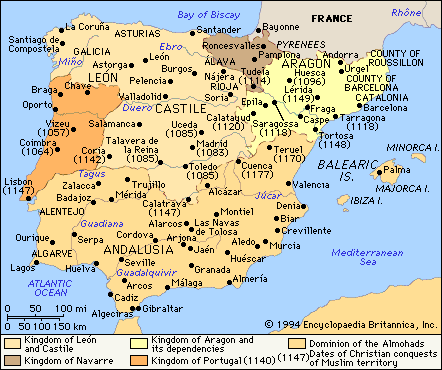 Bay of Biscay
FRANCE
Rhône
Bayonne
La Coruña
ASTURIAS
Santander
Roncesvalles
Santiago de
Compostela
GALICIA
Ebro
Pamplona
PYRENEES
Miño
LEÓN
ALAVA
ARAGON
Andorra
COUNTY OF
ROUSSILLON
Astorga
León
Burgos
Nájera
Tudela
(1114)
Huesca
(1096)
Urgel
COUNTY OF
BARCELONA
Palencia
RIOJA
Lérida
(1149)
CATALONIA
Braga
Chave
Valladolid
Soria
Epila
Fraga
Barcelona
Oporto
Duero
CASTILE
Calatayud
(1120)
Caspe
Tarragona
(1118)
Vizeu
(1057)
Salamanca
Uceda
(1085)
Saragossa
(1118)
Tortosa
(1148)
Coimbra
(1064)
Coria
(1142)
Talavera de
la Reina
(1085)
Madrid
(1083)
Teruel
(1170)
BALEARIC
IS.
MINORCA I.
Toledo
(1085)
Cuenca
(1177)
Palma
MAJORCA I.
Lisbon
(1147)
Tagus
Trujillo
Valencia
IBIZA I.
Zalacca
Alcázar
Júcar
ALENTEJO
Badajoz
Mérida
Calatrava
(1147)
Denia
Guadiana
Montiel
Biar
Alarcos
Las Navas
de Tolosa
Crevillente
Ourique
Serpa
Cordova
Arjona
Aledo
Murcia
Mediterranean
Sea
ANDALUSIA
Jaén
ALGARVE
Seville
Huéscar
Lagos
Huelva
Guadalquivir
Granada
Arcos
Málaga
Almería
ATLANTIC
OCEAN
Cadiz
Gibraltar
Algeciras
0 50 100 mi
0 80 160 km
© 1994 Encyclopaedia Britannica, Inc.
Kingdom of León
and Castile
Kingdom of Aragon and
its dependencies
Dominion of the Almohads
Kingdom of Navarre
Kingdom of Portugal (1140)
(1147) Dates of Christian conquests
of Muslim territory